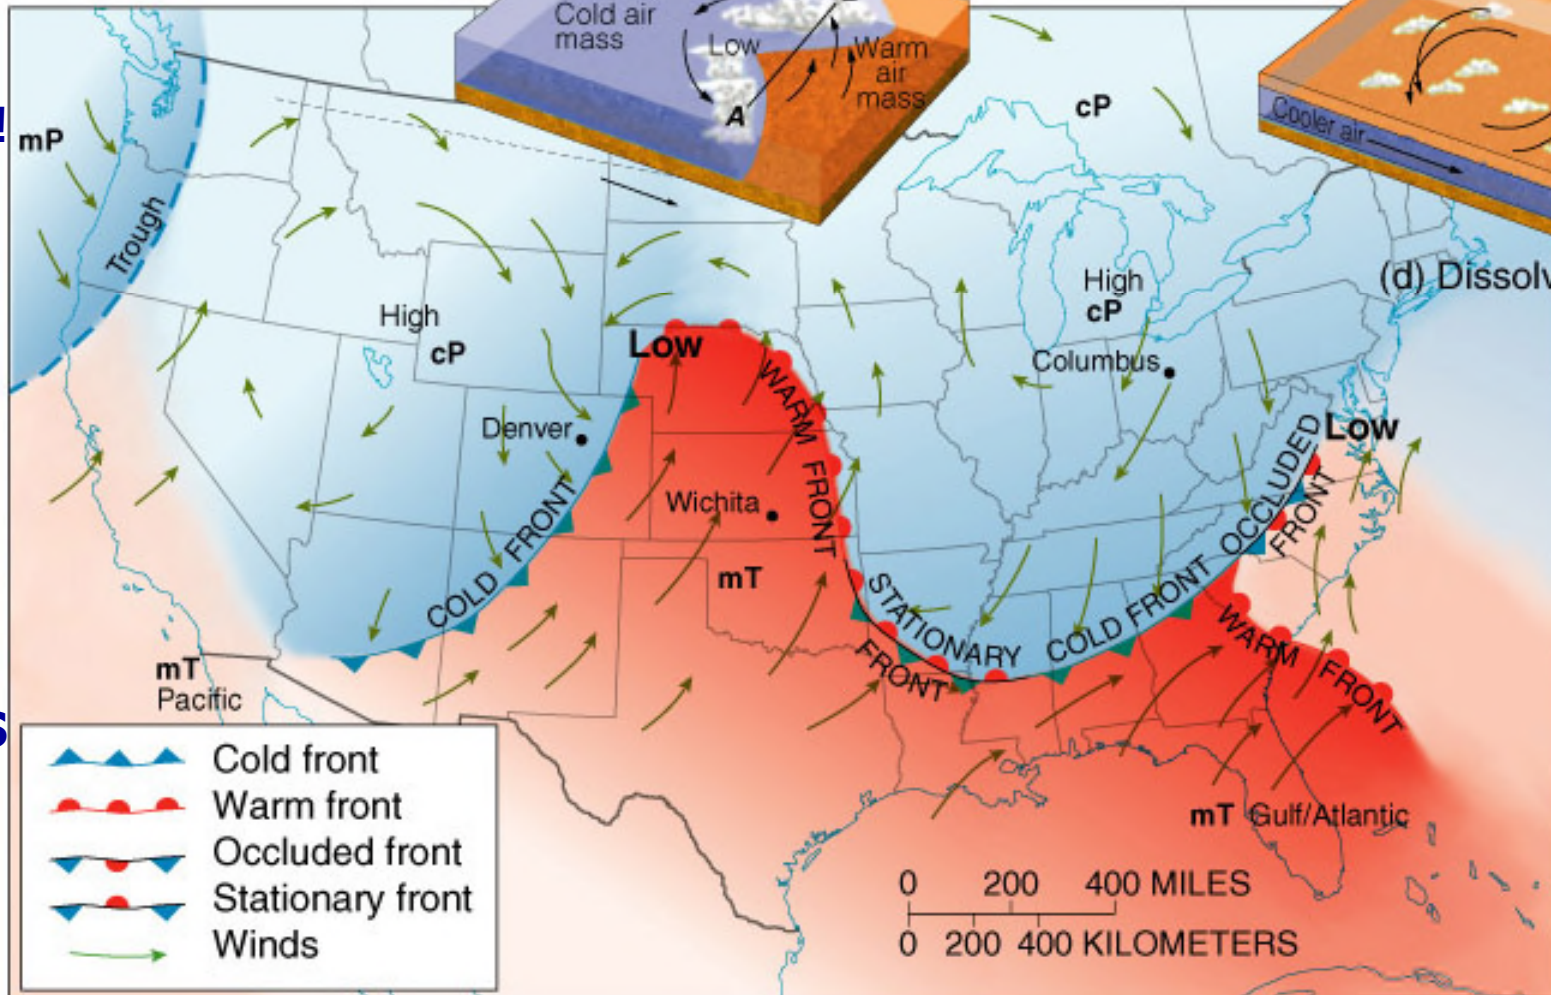 Cold air
mass
Low
Warm
air
mass
A
Cooler air
!
mP
cP
Trough
High
cP
Low
High
cP
Columbus
(d) Dissolv
Denver
Low
WARM FRONT
Wichita
COLD FRONT
mT
STATIONARY
FRONT
COLD FRONT
OCCLUDED
FRONT
WARM FRONT
mT
Pacific
S
Cold front
Warm front
Occluded front
Stationary front
Winds
mT Gulf/Atlantic
0 200 400 MILES
0 200 400 KILOMETERS